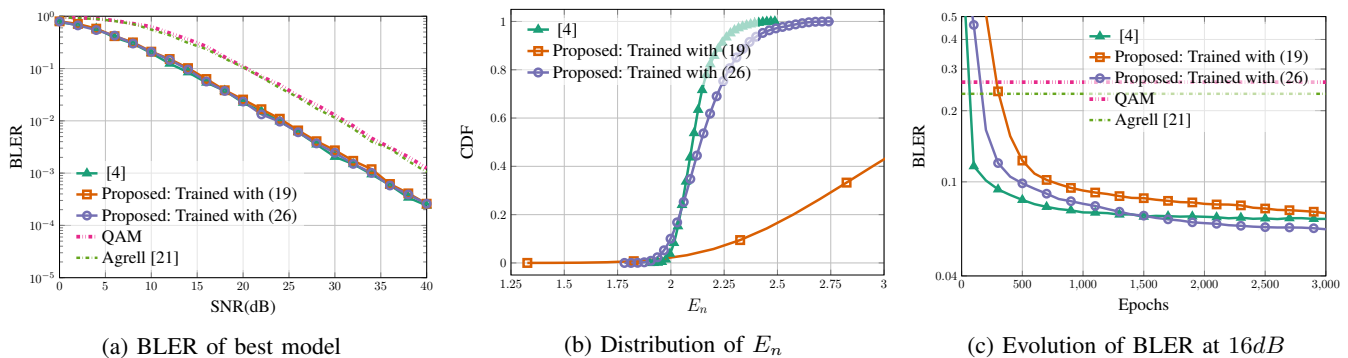 10^0
10^{-1}
10^{-2}
10^{-3}
10^{-4}
10^{-5}
BLER
[4]
Proposed: Trained with (19)
Proposed: Trained with (26)
QAM
Agrell [21]
0 5 10 15 20 25 30 35 40
SNR(dB)
(a) BLER of best model
1
0.8
0.6
0.4
0.2
0
CDF
[4]
Proposed: Trained with (19)
Proposed: Trained with (26)
1.25 1.5 1.75 2 2.25 2.5 2.75 3
E_n
(b) Distribution of E_n
0.5
0.4
0.3
0.2
0.1
0.04
BLER
[4]
Proposed: Trained with (19)
Proposed: Trained with (26)
QAM
Agrell [21]
0 500 1,000 1,500 2,000 2,500 3,000
Epochs
(c) Evolution of BLER at 16dB